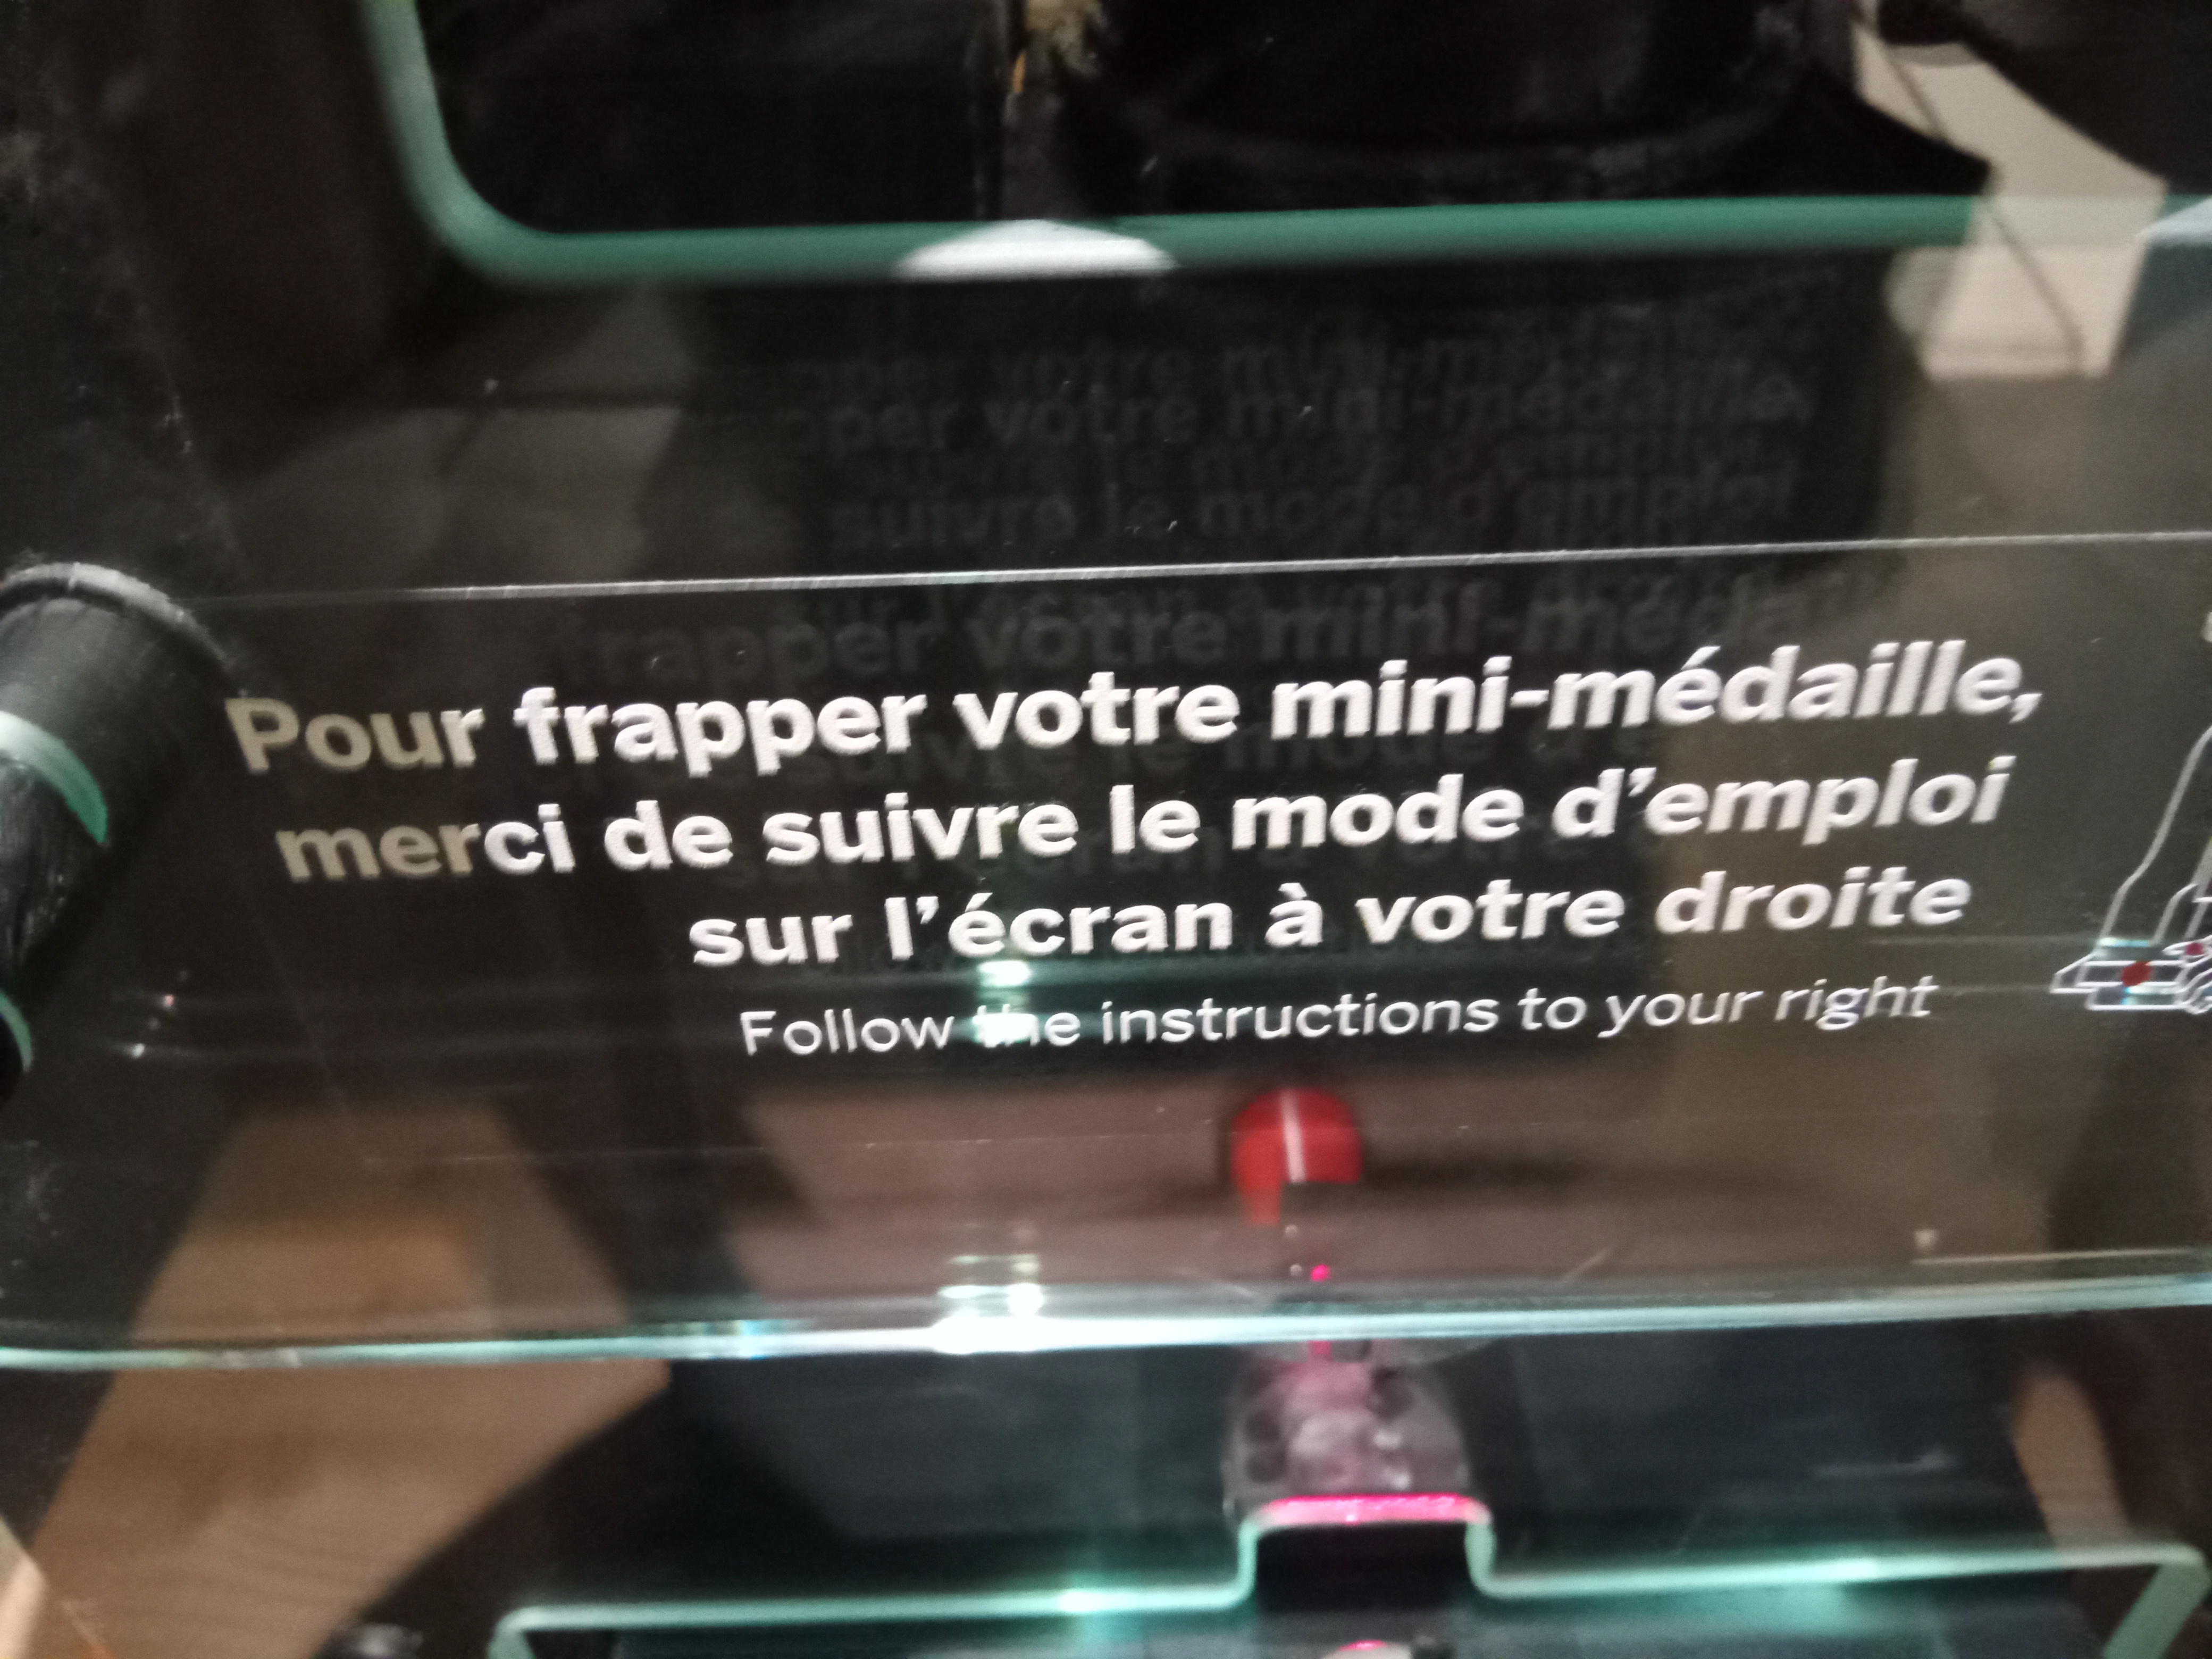 Pour frapper votre mini-médaille,
merci de suivre le mode d’emploi
sur l’écran à votre droite
Follow the instructions to your right